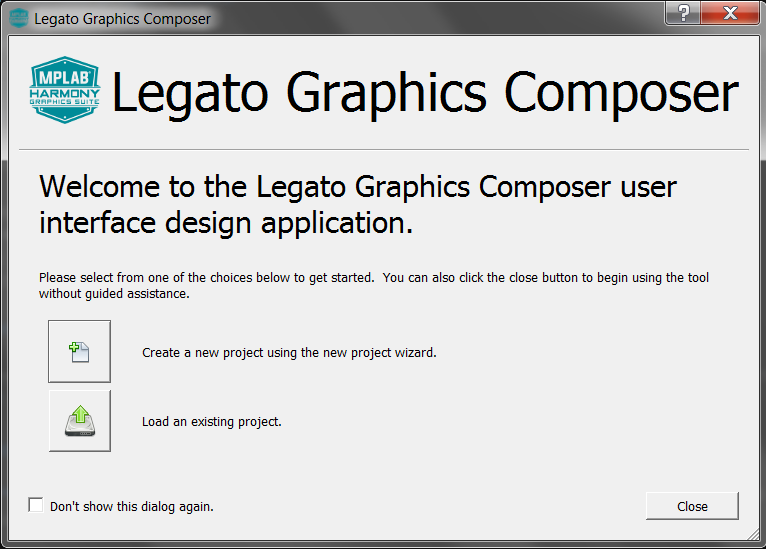 Legato Graphics Composer
?
X
MPLAB®
HARMONY
GRAPHICS SUITE
Legato Graphics Composer
Welcome to the Legato Graphics Composer user
interface design application.
Please select from one of the choices below to get started.  You can also click the close button to begin using the tool
without guided assistance.
Create a new project using the new project wizard.
Load an existing project.
Don't show this dialog again.
Close